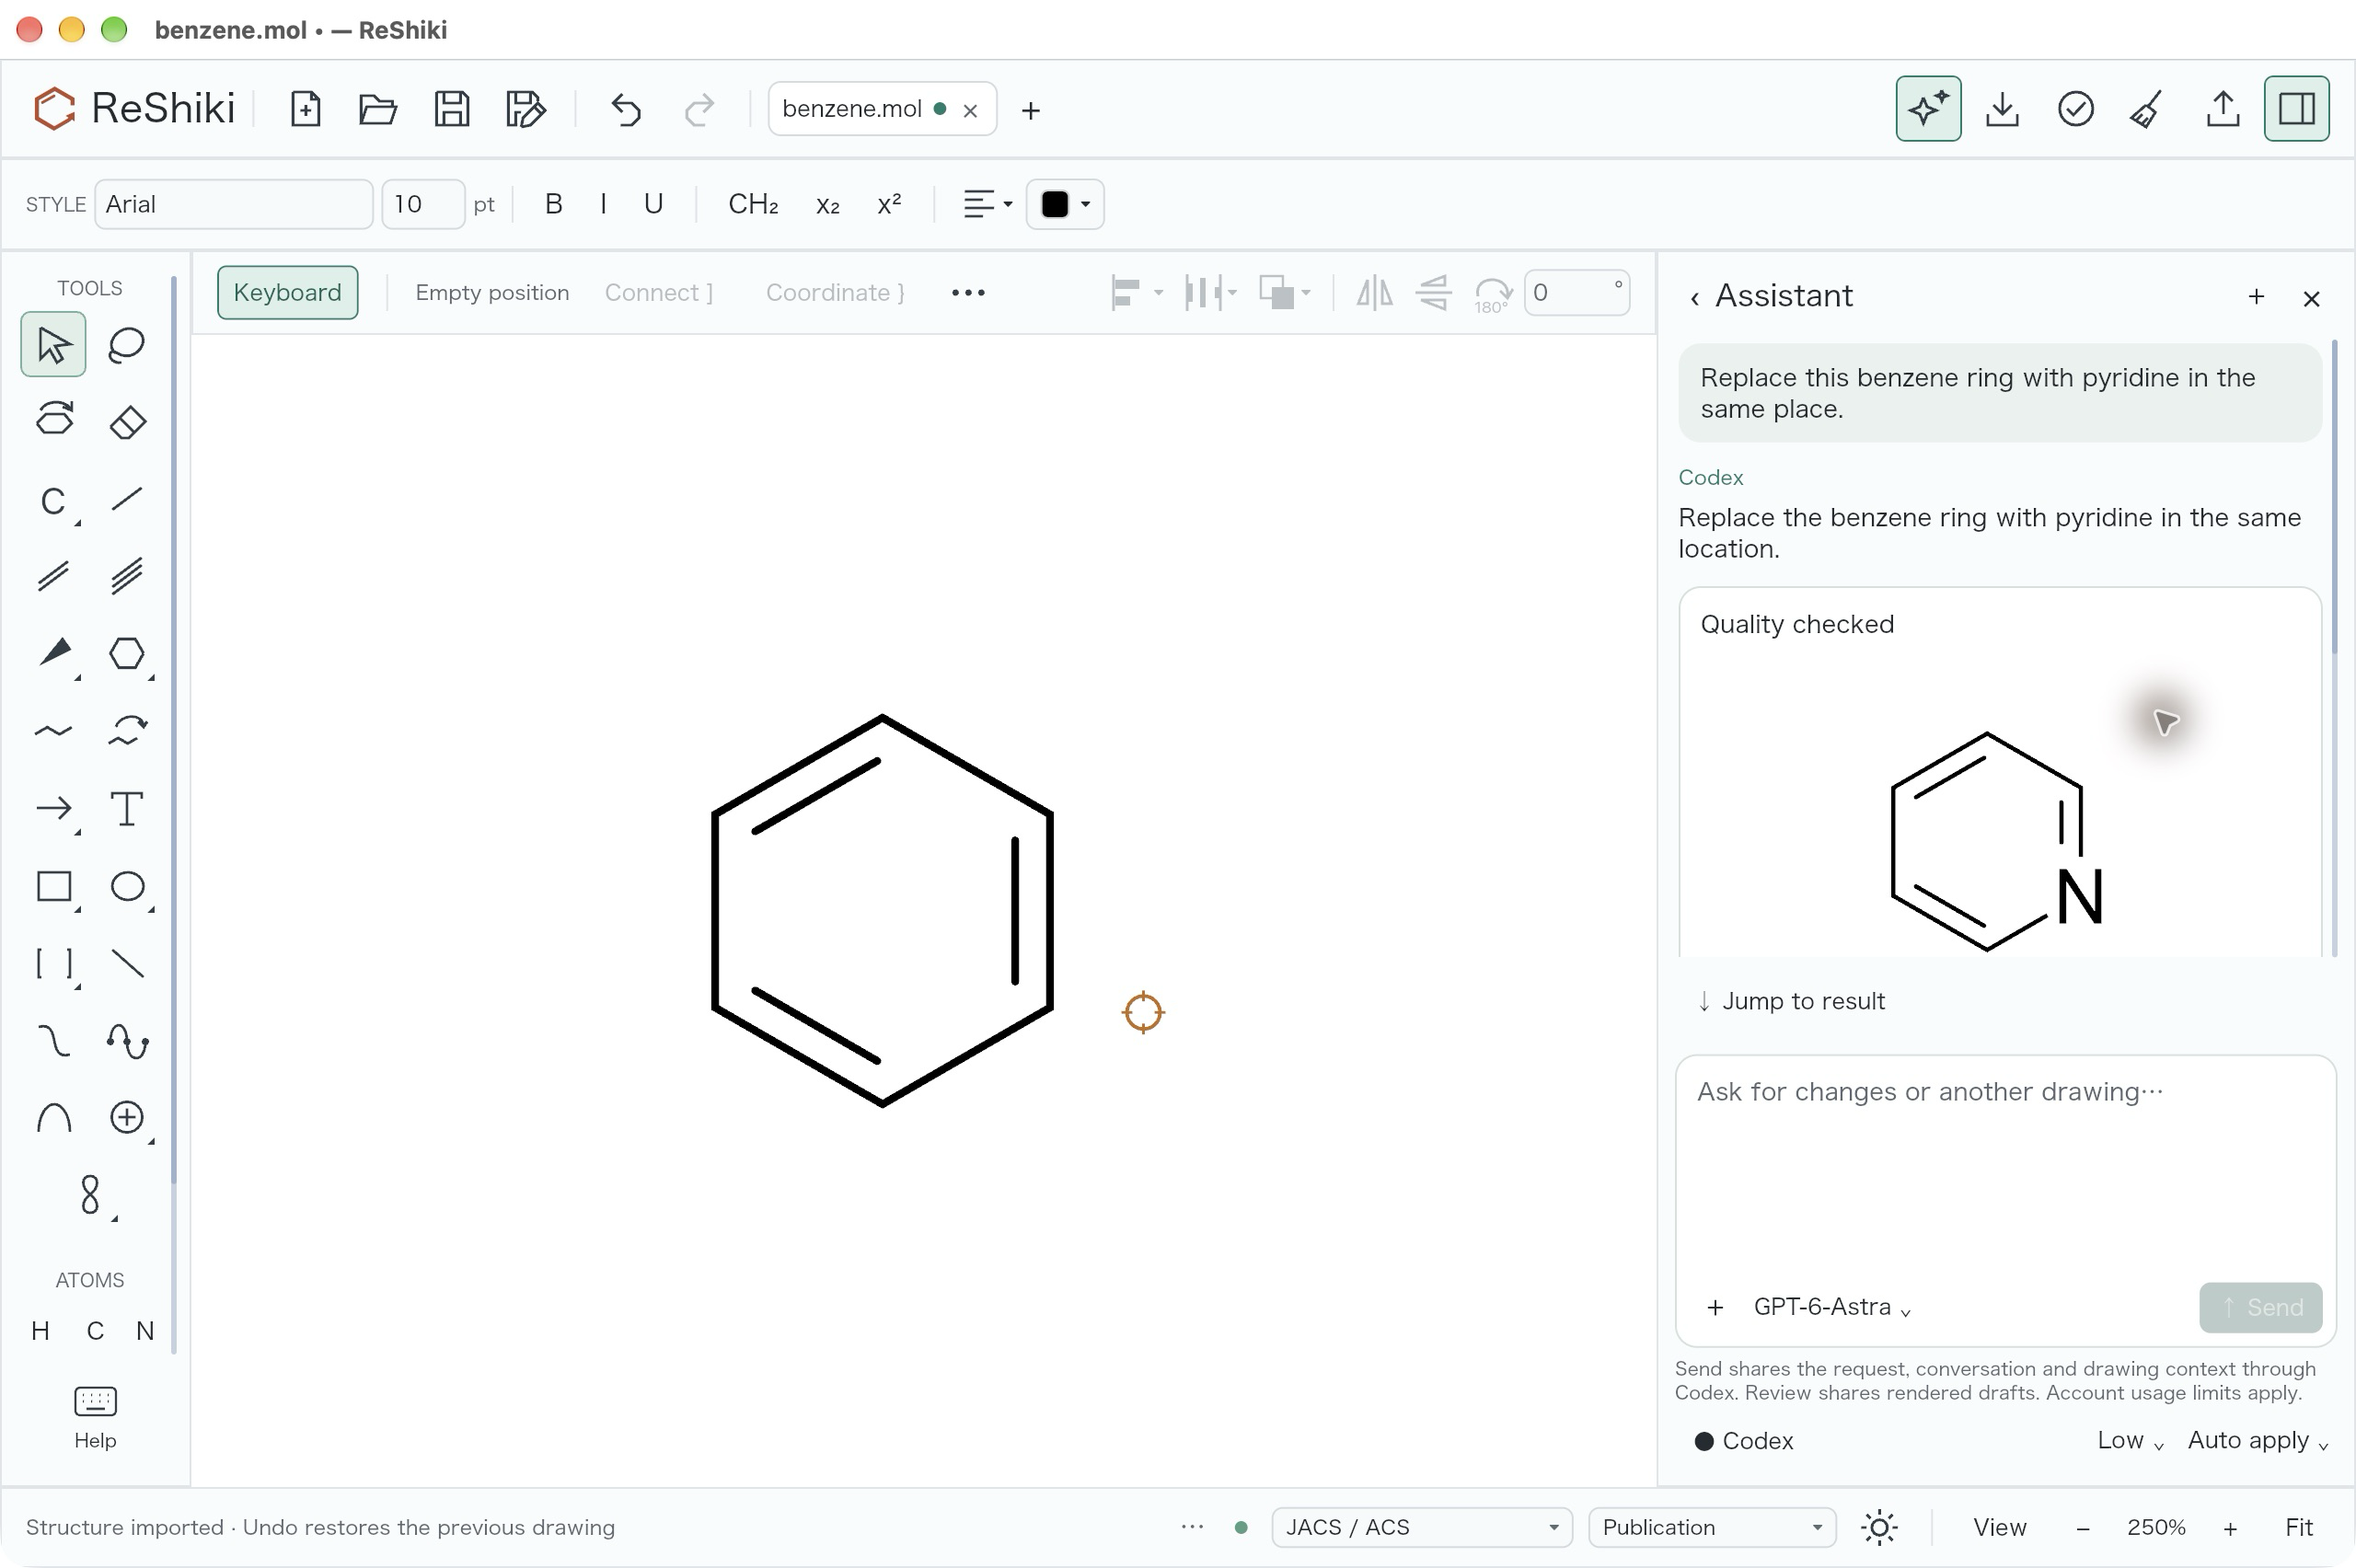 benzene.mol • — ReShiki
ReShiki
benzene.mol
STYLE Arial 10 pt B I U CH₂ x₂ x²
TOOLS
Keyboard Empty position Connect ] Coordinate } 180° 0 °
C
T
ATOMS
H C N
Help
‹ Assistant
Replace this benzene ring with pyridine in the
same place.
Codex
Replace the benzene ring with pyridine in the same
location.
Quality checked
N
↓ Jump to result
Ask for changes or another drawing···
+ GPT-6-Astra
↑ Send
Send shares the request, conversation and drawing context through
Codex. Review shares rendered drafts. Account usage limits apply.
Codex Low Auto apply
Structure imported · Undo restores the previous drawing
··· JACS / ACS Publication View − 250% + Fit